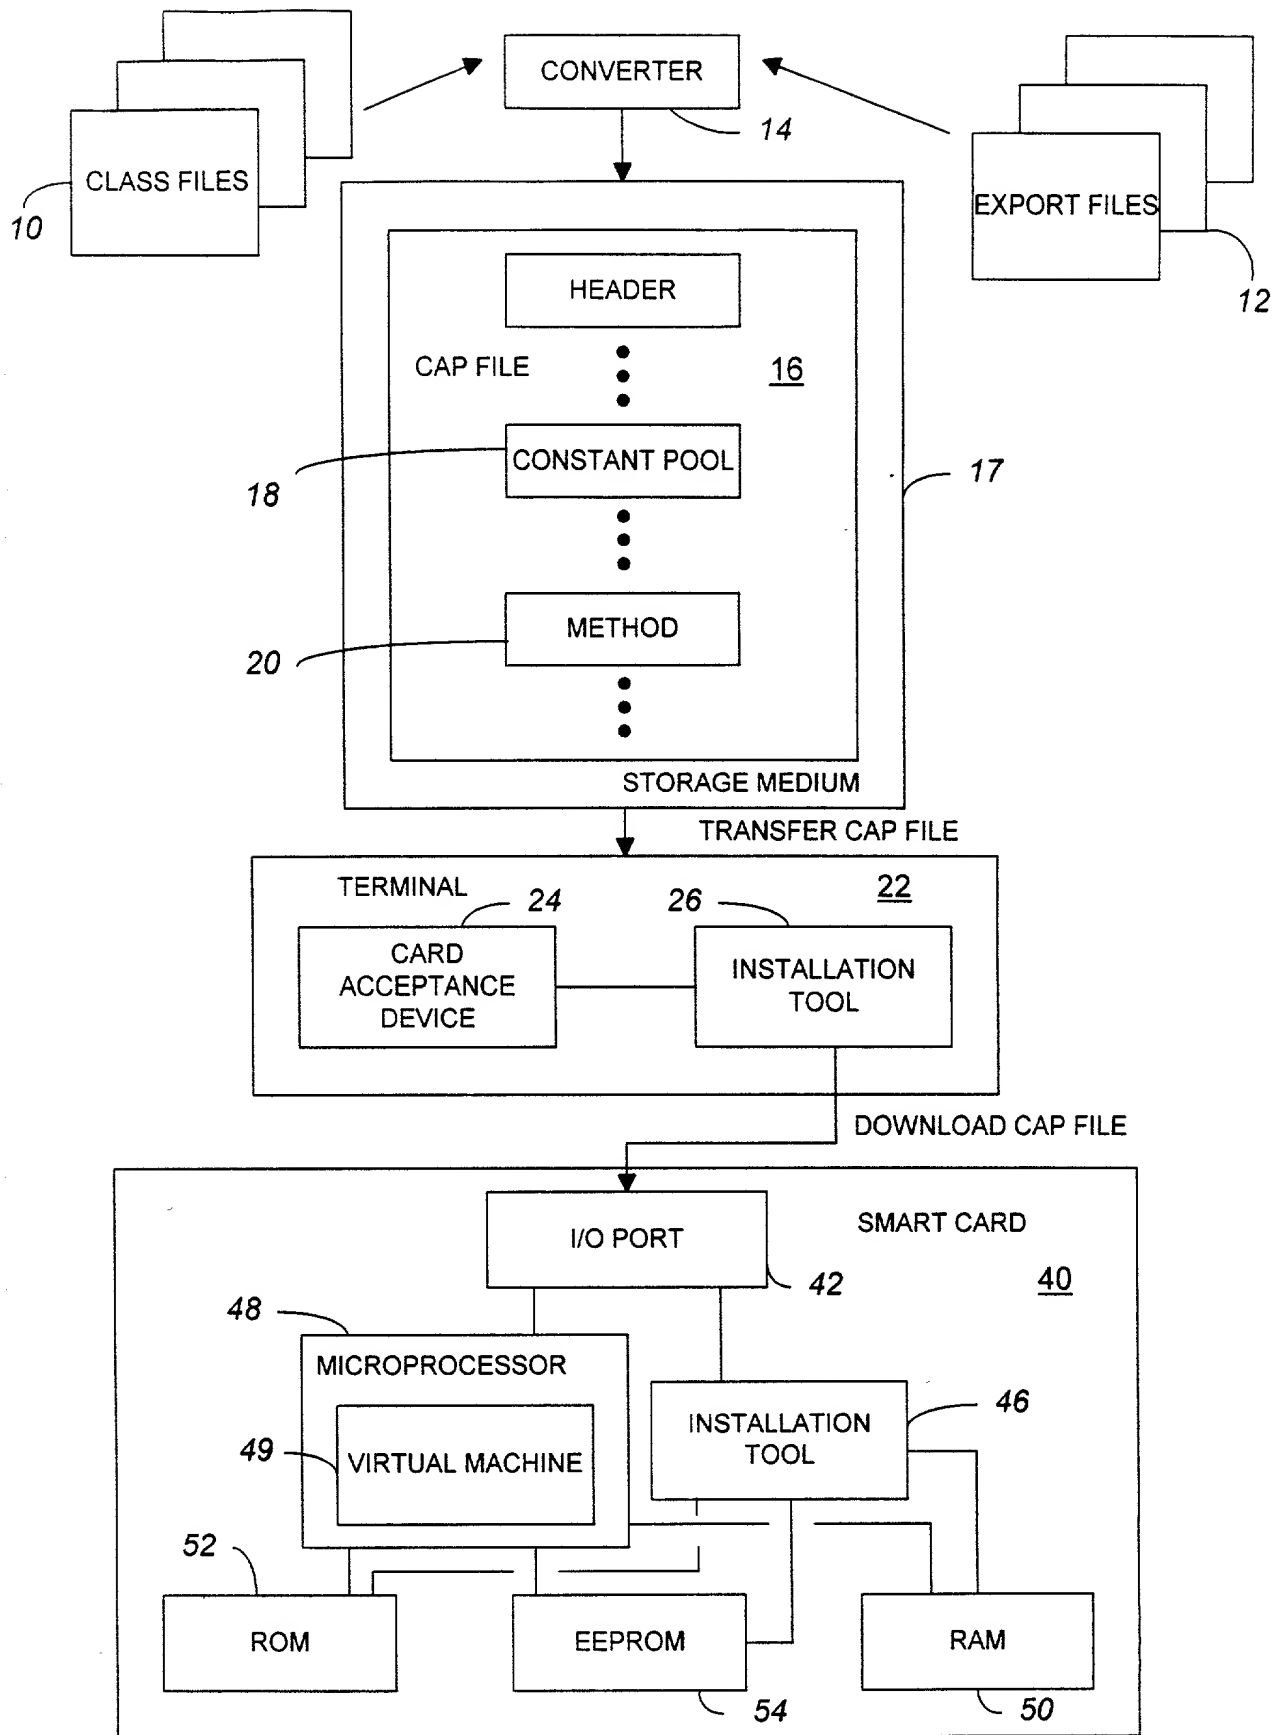 CONVERTER
14
CLASS FILES
10
EXPORT FILES
12
HEADER
CAP FILE
16
CONSTANT POOL
18
17
METHOD
20
STORAGE MEDIUM
TRANSFER CAP FILE
TERMINAL
22
24
26
CARD
ACCEPTANCE
DEVICE
INSTALLATION
TOOL
DOWNLOAD CAP FILE
I/O PORT
SMART CARD
42
40
48
MICROPROCESSOR
46
INSTALLATION
TOOL
49
VIRTUAL MACHINE
52
ROM
EEPROM
RAM
54
50